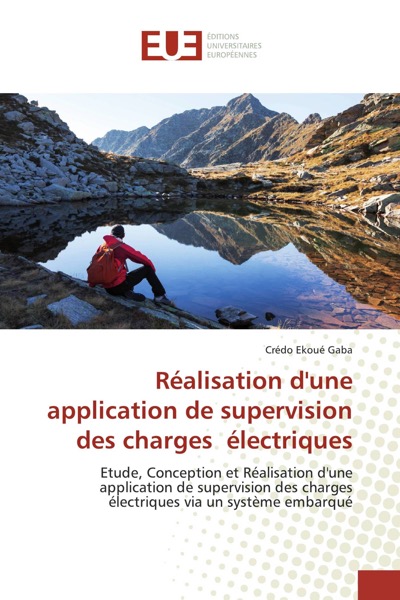 EUE
ÉDITIONS
UNIVERSITAIRES
EUROPÉENNES
Crédo Ekoué Gaba
Réalisation d'une
application de supervision
des charges électriques
Etude, Conception et Réalisation d'une
application de supervision des charges
électriques via un système embarqué